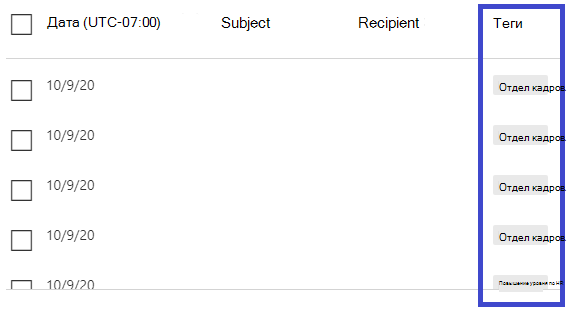 Дата (UTC-07:00) Subject Recipient Теги
10/9/20 Отдел кадров.
10/9/20 Отдел кадров.
10/9/20 Отдел кадров.
10/9/20 Отдел кадров.
10/9/20 Повышение уровня по HR